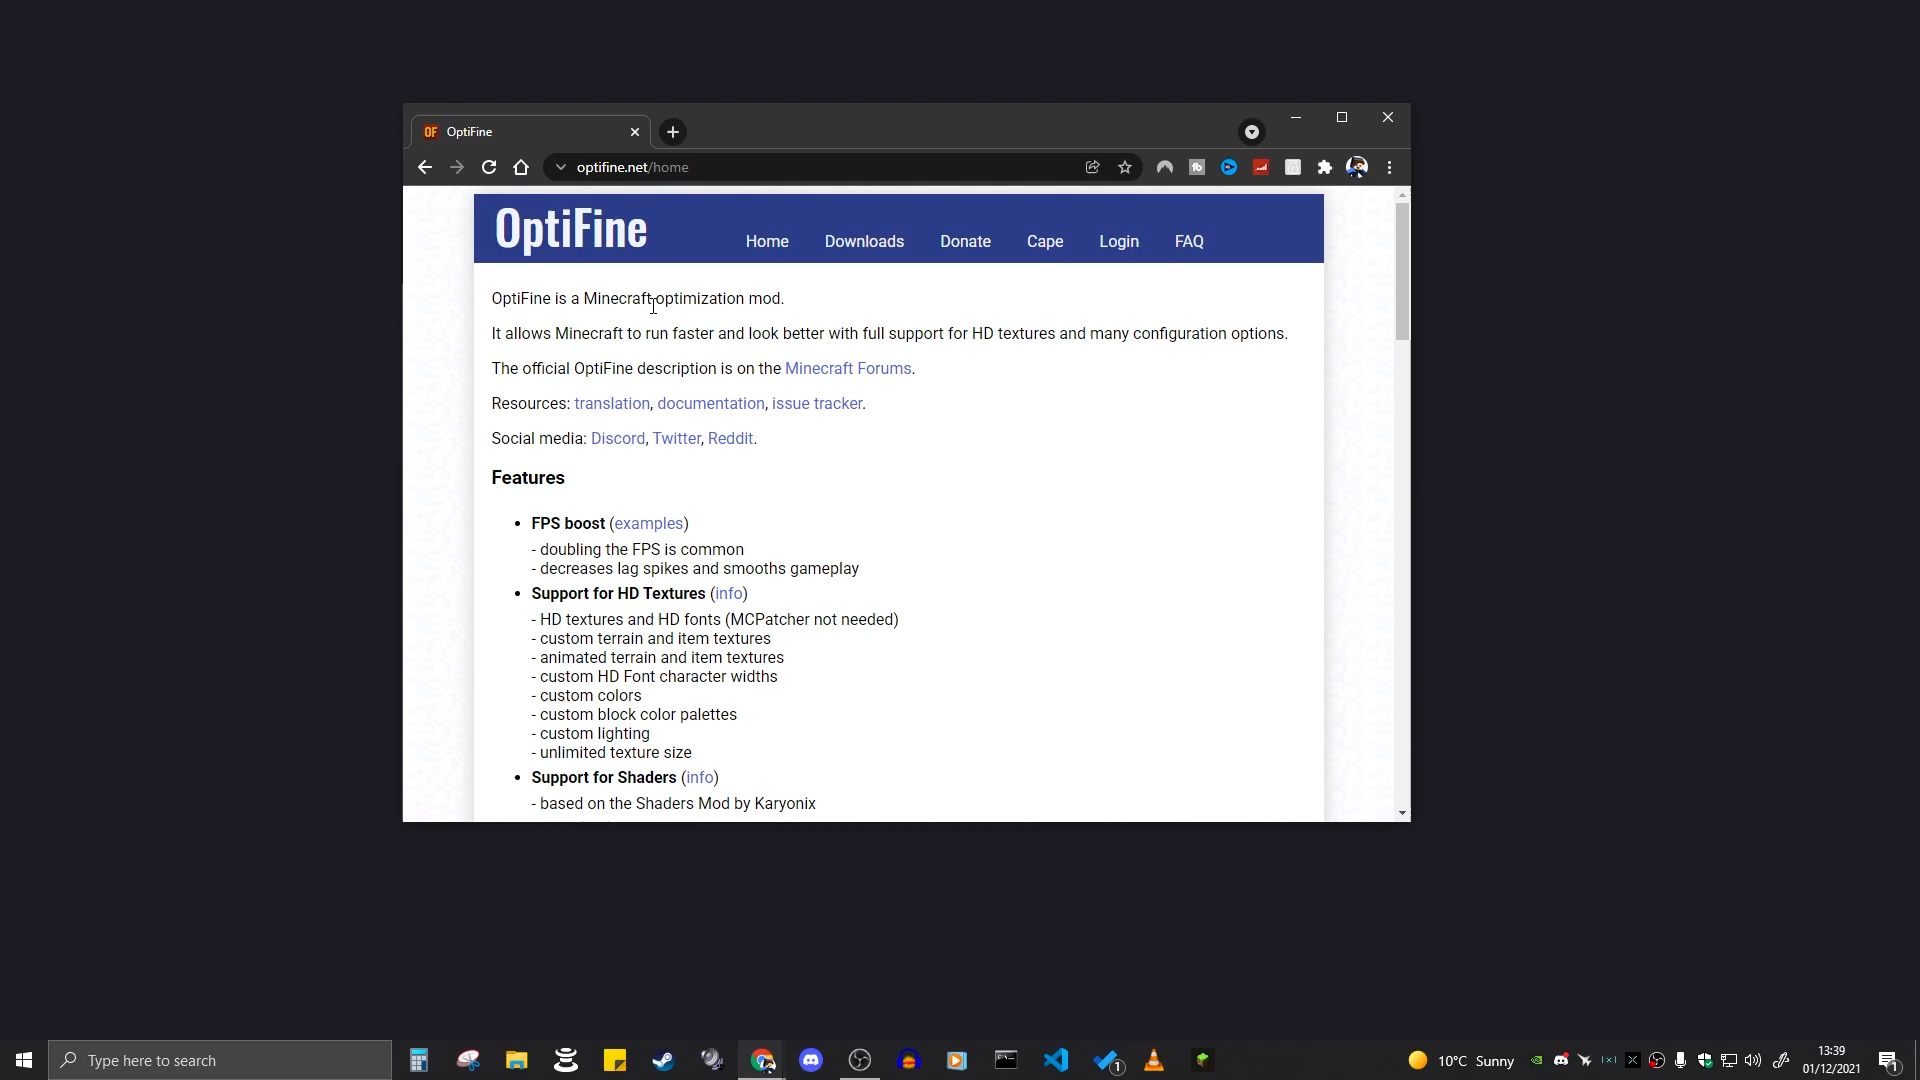 OF OptiFine
optifine.net/home
OptiFine
Home Downloads Donate Cape Login FAQ
OptiFine is a Minecraft optimization mod.
It allows Minecraft to run faster and look better with full support for HD textures and many configuration options.
The official OptiFine description is on the Minecraft Forums.
Resources: translation, documentation, issue tracker.
Social media: Discord, Twitter, Reddit.
Features
• FPS boost (examples)
- doubling the FPS is common
- decreases lag spikes and smooths gameplay
• Support for HD Textures (info)
- HD textures and HD fonts (MCPatcher not needed)
- custom terrain and item textures
- animated terrain and item textures
- custom HD Font character widths
- custom colors
- custom block color palettes
- custom lighting
- unlimited texture size
• Support for Shaders (info)
- based on the Shaders Mod by Karyonix
Type here to search
1
10°C Sunny
13:39
01/12/2021
1